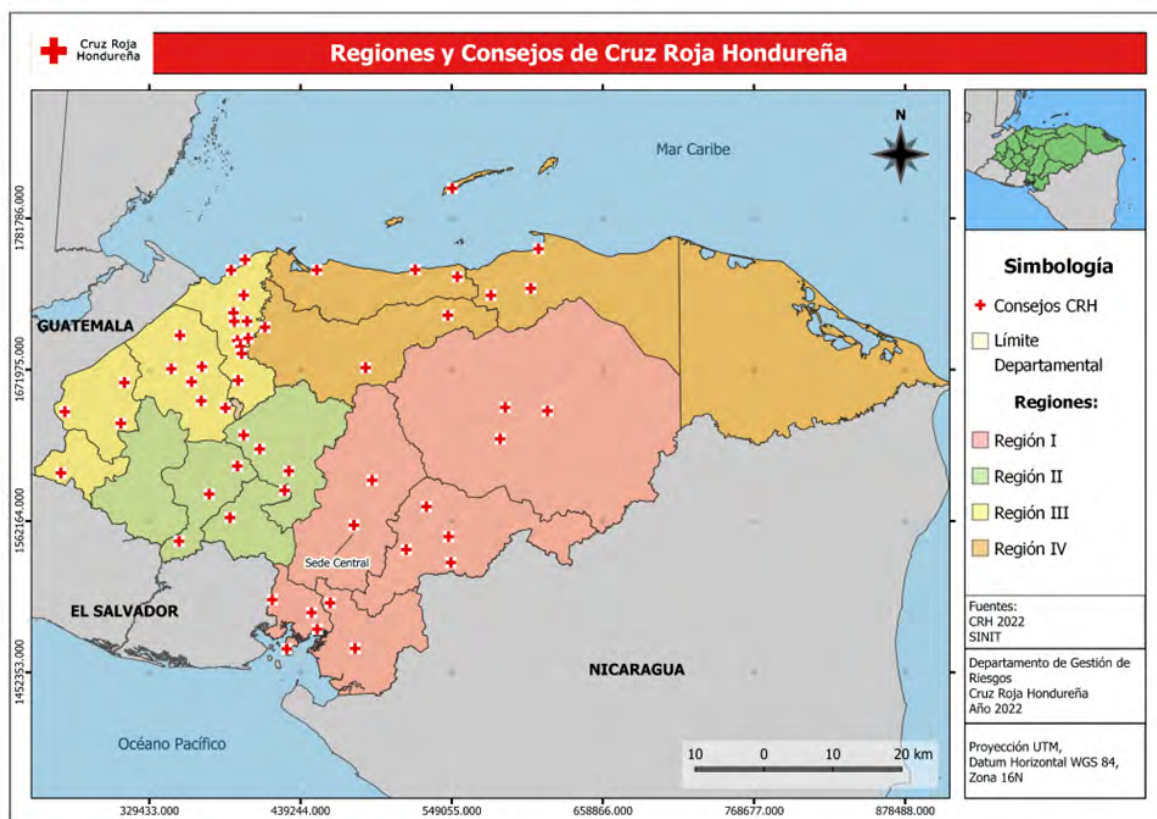 Cruz Roja
Hondureña
Regiones y Consejos de Cruz Roja Hondureña
329433.000
439244.000
549055.000
658866.000
768677.000
878488.000
1781786.000
1671975.000
1562164.000
1452353.000
N
Mar Caribe
GUATEMALA
Sede Central
EL SALVADOR
NICARAGUA
Océano Pacífico
10 0 10 20 km
Simbología
Consejos CRH
Límite
Departamental
Regiones:
Región I
Región II
Región III
Región IV
Fuentes:
CRH 2022
SINIT
Departamento de Gestión de
Riesgos
Cruz Roja Hondureña
Año 2022
Proyección UTM,
Datum Horizontal WGS 84,
Zona 16N